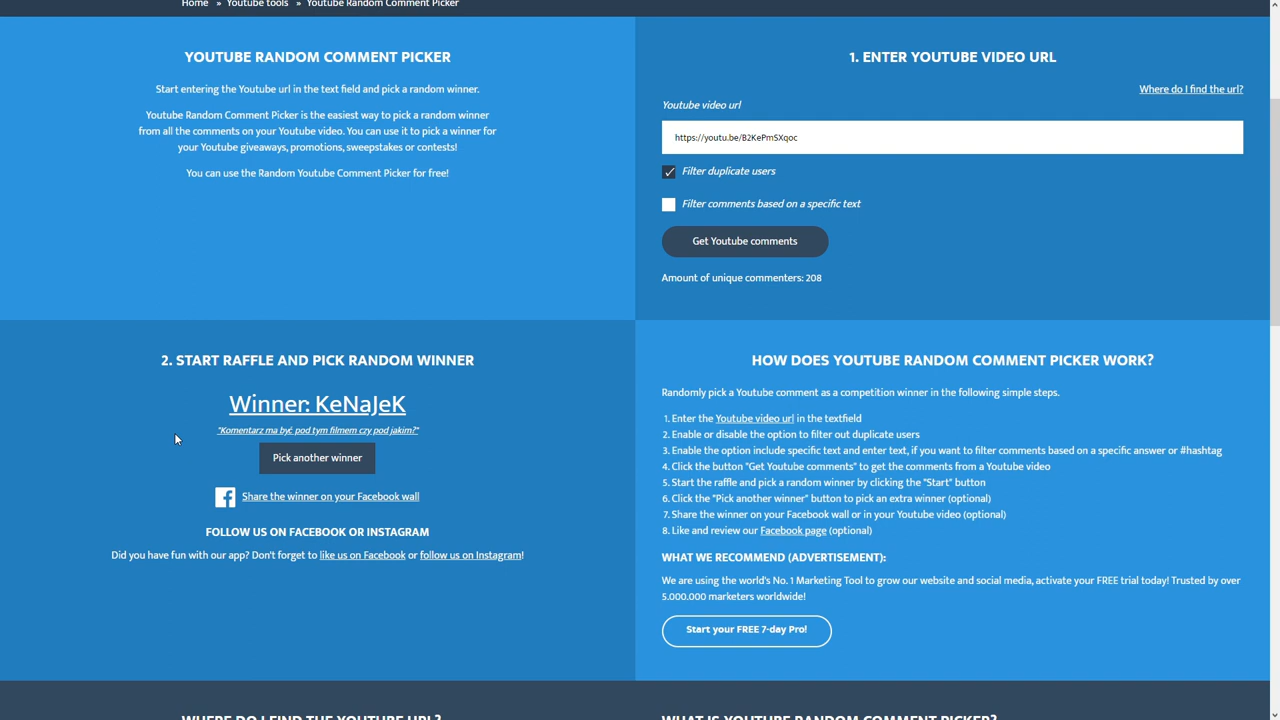 Home » Youtube tools » Youtube Random Comment Picker
YOUTUBE RANDOM COMMENT PICKER
Start entering the Youtube url in the text field and pick a random winner.
Youtube Random Comment Picker is the easiest way to pick a random winner
from all the comments on your Youtube video. You can use it to pick a winner for
your Youtube giveaways, promotions, sweepstakes or contests!
You can use the Random Youtube Comment Picker for free!
1. ENTER YOUTUBE VIDEO URL
Where do I find the url?
Youtube video url
https://youtu.be/B2KePmSXqoc
Filter duplicate users
Filter comments based on a specific text
Get Youtube comments
Amount of unique commenters: 208
2. START RAFFLE AND PICK RANDOM WINNER
Winner: KeNaJeK
"Komentarz ma być pod tym filmem czy pod jakim?"
Pick another winner
Share the winner on your Facebook wall
FOLLOW US ON FACEBOOK OR INSTAGRAM
Did you have fun with our app? Don't forget to like us on Facebook or follow us on Instagram!
HOW DOES YOUTUBE RANDOM COMMENT PICKER WORK?
Randomly pick a Youtube comment as a competition winner in the following simple steps.
1. Enter the Youtube video url in the textfield
2. Enable or disable the option to filter out duplicate users
3. Enable the option include specific text and enter text, if you want to filter comments based on a specific answer or #hashtag
4. Click the button "Get Youtube comments" to get the comments from a Youtube video
5. Start the raffle and pick a random winner by clicking the "Start" button
6. Click the "Pick another winner" button to pick an extra winner (optional)
7. Share the winner on your Facebook wall or in your Youtube video (optional)
8. Like and review our Facebook page (optional)
WHAT WE RECOMMEND (ADVERTISEMENT):
We are using the world's No. 1 Marketing Tool to grow our website and social media, activate your FREE trial today! Trusted by over
5.000.000 marketers worldwide!
Start your FREE 7-day Pro!
WHERE DO I FIND THE YOUTUBE URL?
WHAT IS YOUTUBE RANDOM COMMENT PICKER?